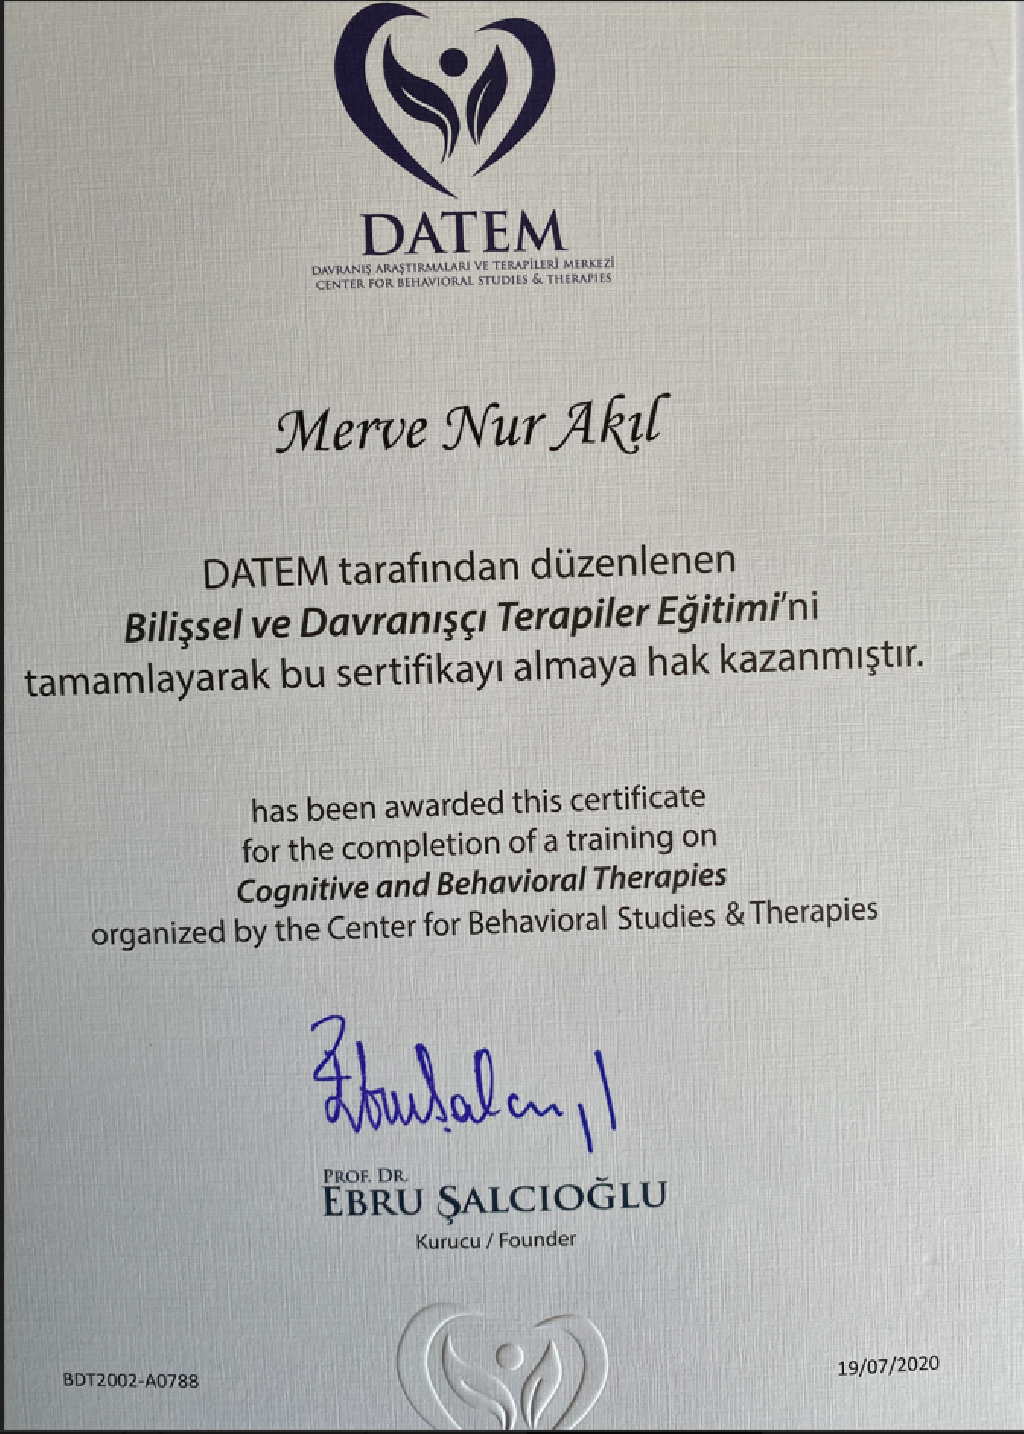 DATEM
DAVRANIŞ ARAŞTIRMALARI VE TERAPİLERİ MERKEZİ
CENTER FOR BEHAVIORAL STUDIES & THERAPIES
Merve Nur Akıl
DATEM tarafından düzenlenen
Bilişsel ve Davranışçı Terapiler Eğitimi'ni
tamamlayarak bu sertifikayı almaya hak kazanmıştır.
has been awarded this certificate
for the completion of a training on
Cognitive and Behavioral Therapies
organized by the Center for Behavioral Studies & Therapies
PROF. DR.
EBRU ŞALCIOĞLU
Kurucu / Founder
BDT2002-A0788
19/07/2020